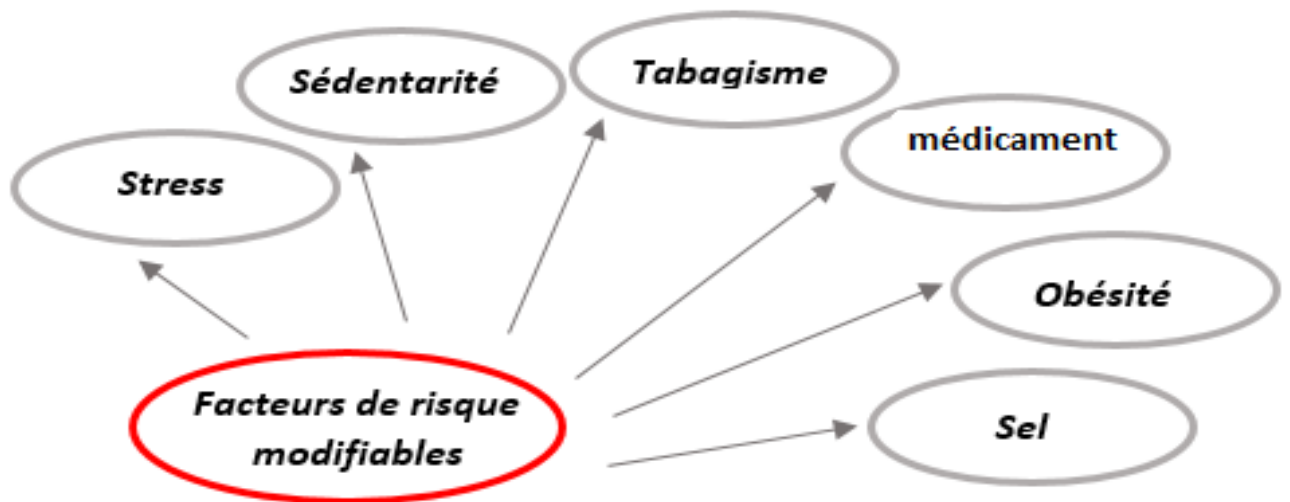 Sédentarité
Tabagisme
médicament
Stress
Obésité
Facteurs de risque
modifiables
Sel